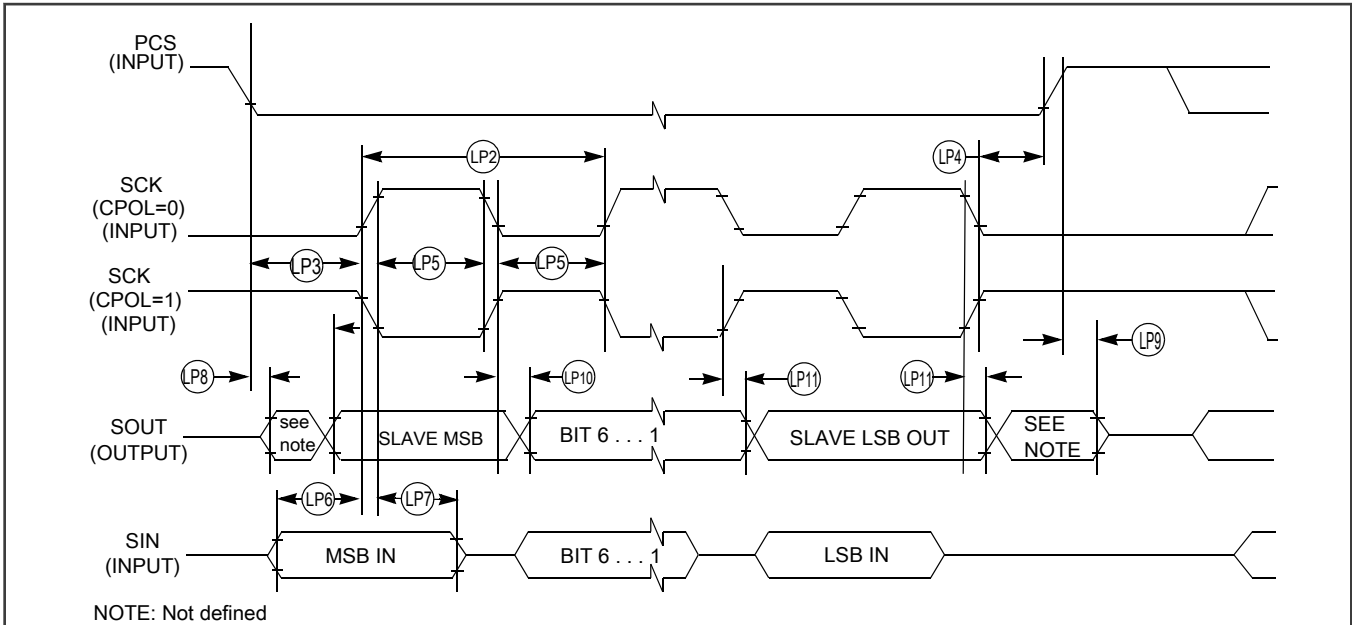 PCS
(INPUT)
LP2
LP4
SCK
(CPOL=0)
(INPUT)
LP3
LP5
LP5
SCK
(CPOL=1)
(INPUT)
LP9
LP8
LP10
LP11
LP11
SOUT
(OUTPUT)
see
note
SLAVE MSB
BIT 6 . . . 1
SLAVE LSB OUT
SEE
NOTE
LP6
LP7
SIN
(INPUT)
MSB IN
BIT 6 . . . 1
LSB IN
NOTE: Not defined